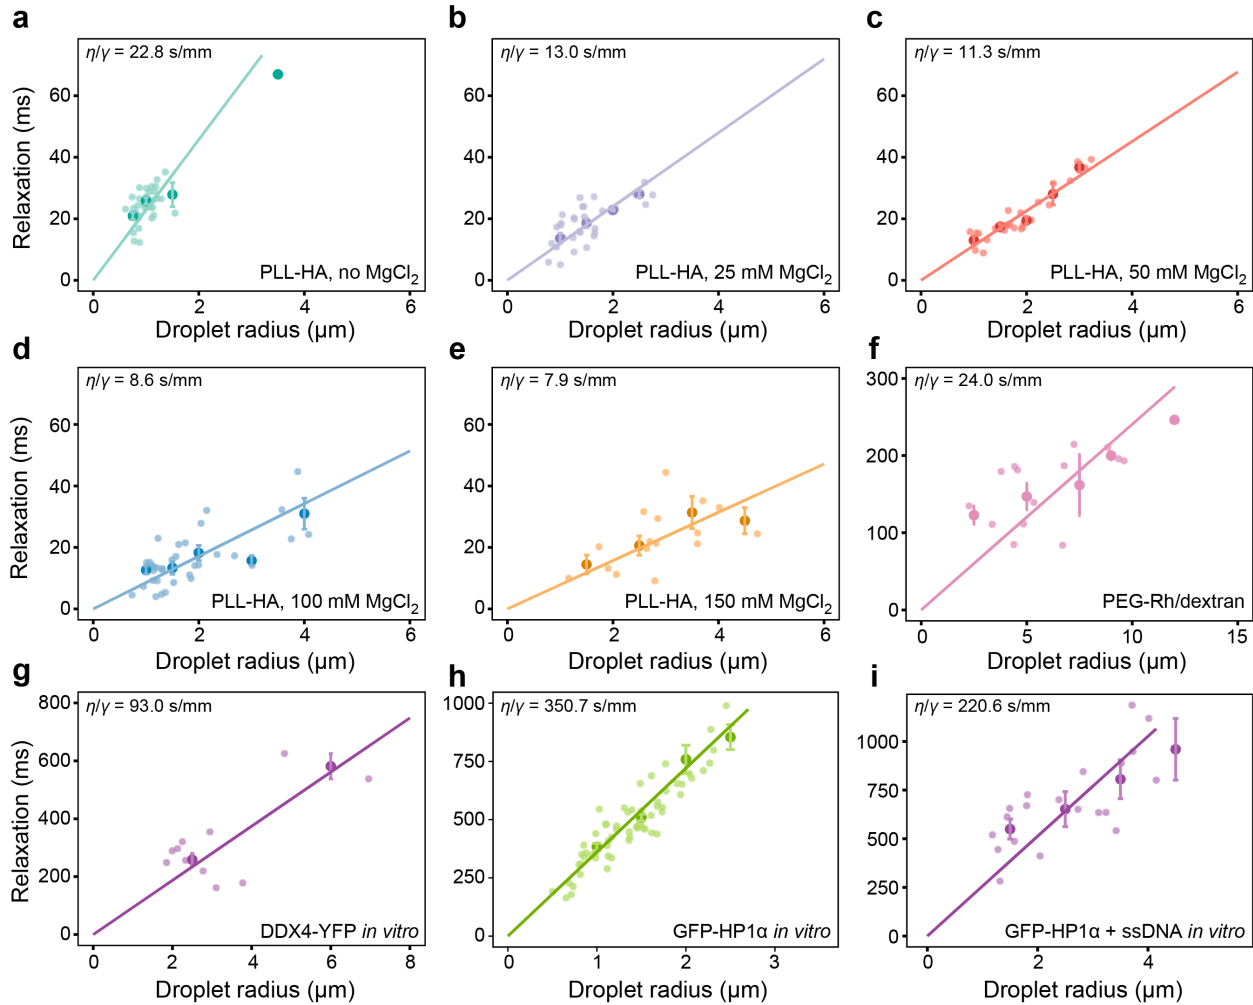 a
η/γ = 22.8 s/mm
60
40
20
0
Relaxation (ms)
PLL-HA, no MgCl2
0 2 4 6
Droplet radius (µm)
b
η/γ = 13.0 s/mm
60
40
20
0
PLL-HA, 25 mM MgCl2
0 2 4 6
Droplet radius (µm)
c
η/γ = 11.3 s/mm
60
40
20
0
PLL-HA, 50 mM MgCl2
0 2 4 6
Droplet radius (µm)
d
η/γ = 8.6 s/mm
60
40
20
0
Relaxation (ms)
PLL-HA, 100 mM MgCl2
0 2 4 6
Droplet radius (µm)
e
η/γ = 7.9 s/mm
60
40
20
0
PLL-HA, 150 mM MgCl2
0 2 4 6
Droplet radius (µm)
f
η/γ = 24.0 s/mm
300
200
100
0
PEG-Rh/dextran
0 5 10 15
Droplet radius (µm)
g
η/γ = 93.0 s/mm
800
600
400
200
0
Relaxation (ms)
DDX4-YFP in vitro
0 2 4 6 8
Droplet radius (µm)
h
η/γ = 350.7 s/mm
1000
750
500
250
0
GFP-HP1α in vitro
0 1 2 3
Droplet radius (µm)
i
η/γ = 220.6 s/mm
1000
750
500
250
0
GFP-HP1α + ssDNA in vitro
0 2 4
Droplet radius (µm)